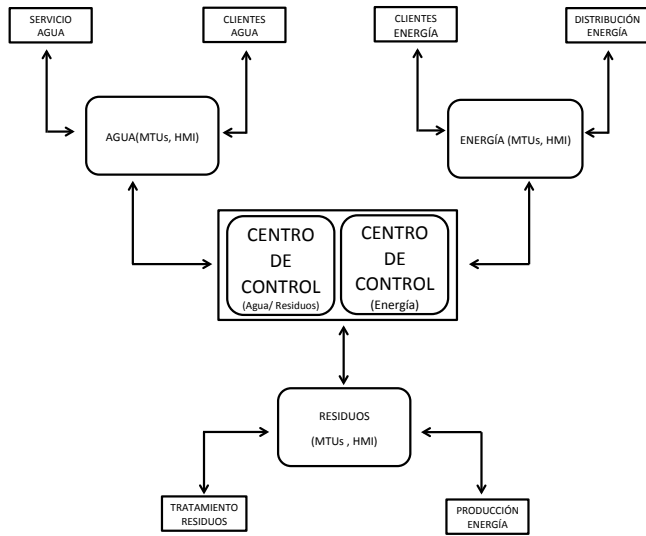 SERVICIO
AGUA
CLIENTES
AGUA
CLIENTES
ENERGÍA
DISTRIBUCIÓN
ENERGÍA
AGUA(MTUs, HMI)
ENERGÍA (MTUs, HMI)
CENTRO
DE
CONTROL
(Agua/ Residuos)
CENTRO
DE
CONTROL
(Energía)
RESIDUOS
(MTUs , HMI)
TRATAMIENTO
RESIDUOS
PRODUCCIÓN
ENERGÍA